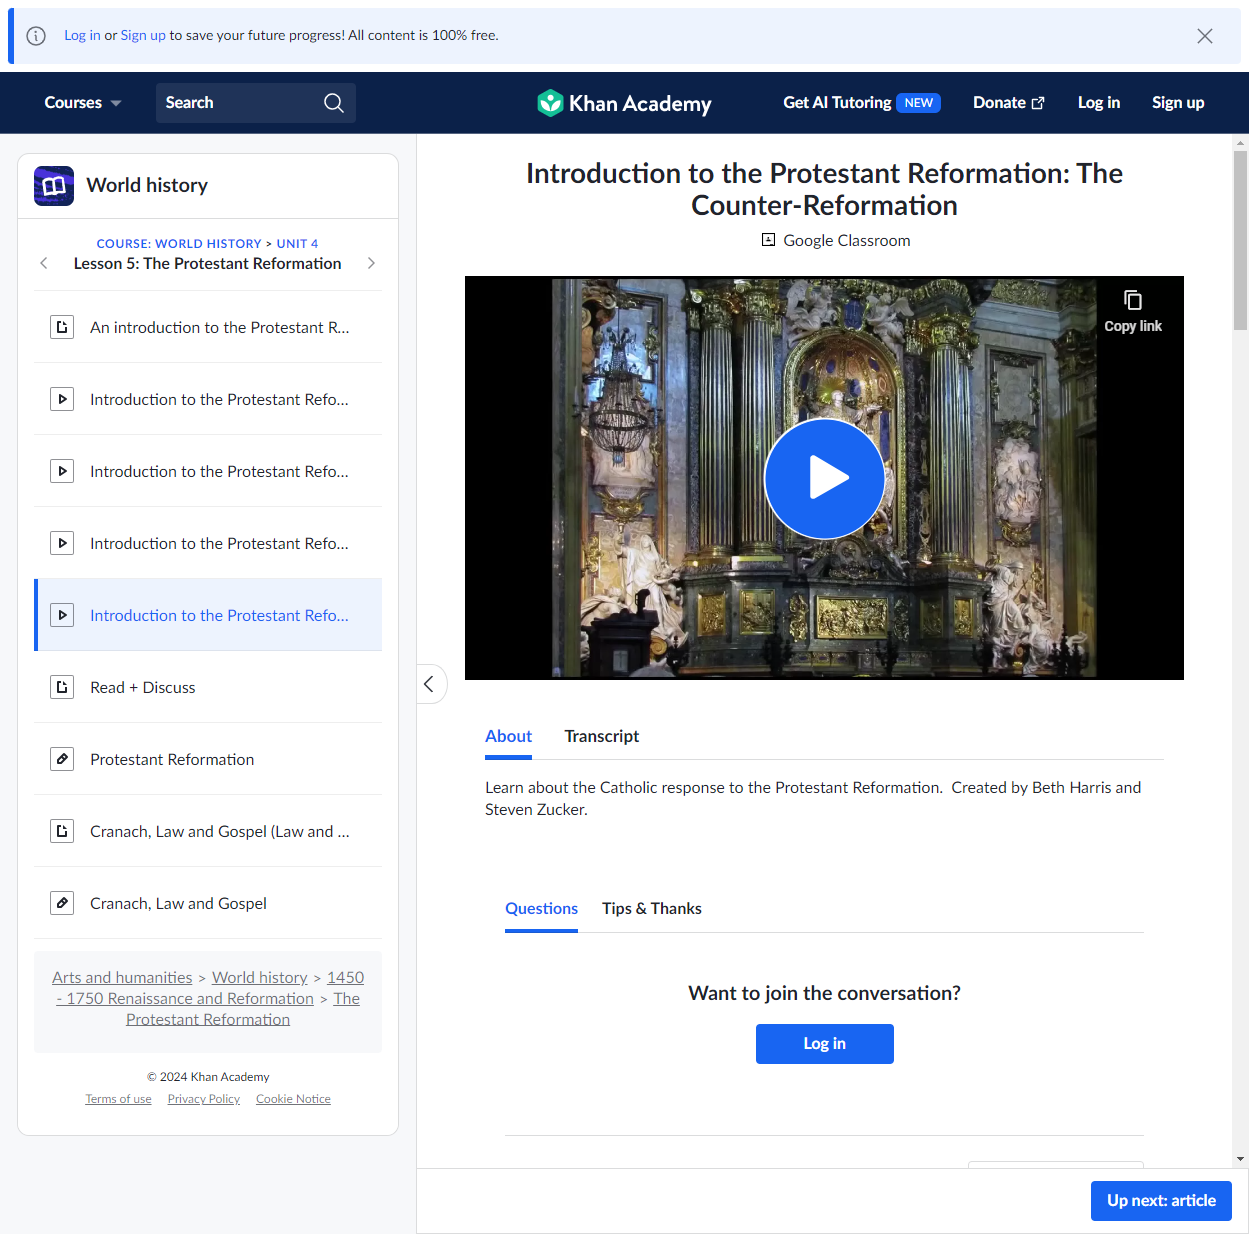 Log in or Sign up to save your future progress! All content is 100% free.
Courses
Search
Khan Academy
Get AI Tutoring NEW
Donate
Log in
Sign up
World history
COURSE: WORLD HISTORY > UNIT 4
Lesson 5: The Protestant Reformation
An introduction to the Protestant R...
Introduction to the Protestant Refo...
Introduction to the Protestant Refo...
Introduction to the Protestant Refo...
Introduction to the Protestant Refo...
Read + Discuss
Protestant Reformation
Cranach, Law and Gospel (Law and ...
Cranach, Law and Gospel
Arts and humanities > World history > 1450
- 1750 Renaissance and Reformation > The
Protestant Reformation
© 2024 Khan Academy
Terms of use Privacy Policy Cookie Notice
Introduction to the Protestant Reformation: The
Counter-Reformation
Google Classroom
Copy link
About Transcript
Learn about the Catholic response to the Protestant Reformation. Created by Beth Harris and
Steven Zucker.
Questions Tips & Thanks
Want to join the conversation?
Log in
Up next: article